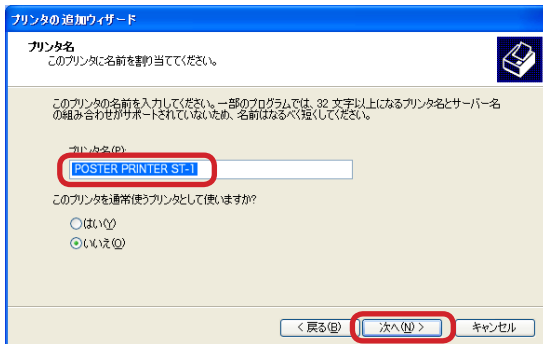 プリンタの追加ウィザード
プリンタ名
このプリンタに名前を割り当ててください。
このプリンタの名前を入力してください。一部のプログラムでは、32 文字以上になるプリンタ名とサーバー名
の組み合わせがサポートされていないため、名前はなるべく短くしてください。
プリンタ名(P):
POSTER PRINTER ST-1
このプリンタを通常使うプリンタとして使いますか?
はい(Y)
いいえ(O)
< 戻る(B) 次へ(N) > キャンセル